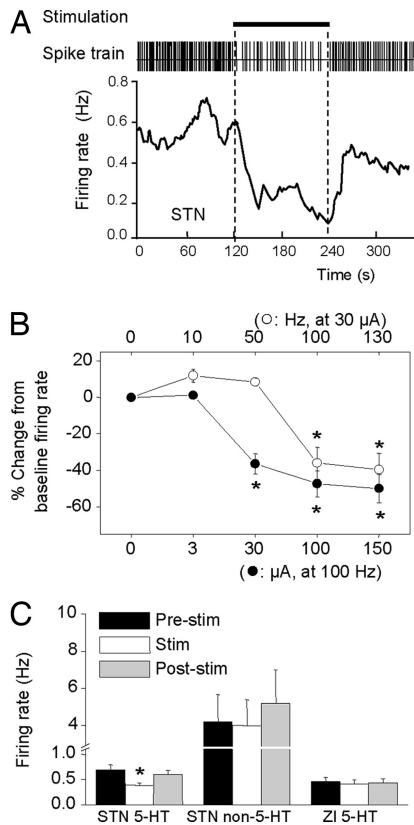 A
Stimulation
Spike train
Firing rate (Hz)
0.8
0.6
0.4
0.2
0
STN
0 60 120 180 240 300
Time (s)
B
(○: Hz, at 30 µA)
0 10 50 100 130
% Change from baseline firing rate
0
-20
-40
-60
* *
* * *
0 3 30 100 150
(●: µA, at 100 Hz)
C
Firing rate (Hz)
10
8
6
4
1.0
0.5
0.0
Pre-stim
Stim
Post-stim
*
STN 5-HT STN non-5-HT ZI 5-HT